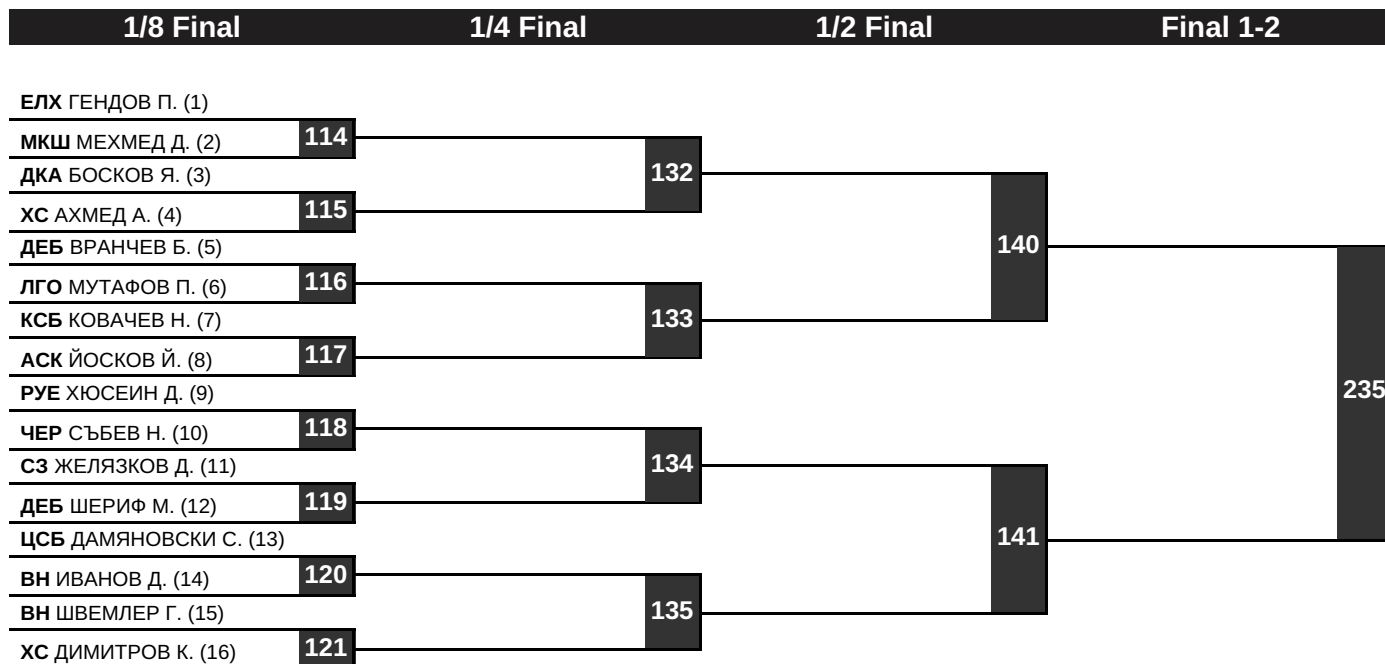 1/8 Final 1/4 Final 1/2 Final Final 1-2
ЕЛХ ГЕНДОВ П. (1)
114
МКШ МЕХМЕД Д. (2)
132
ДКА БОСКОВ Я. (3)
115
ХС АХМЕД А. (4)
140
ДЕБ ВРАНЧЕВ Б. (5)
116
ЛГО МУТАФОВ П. (6)
133
КСБ КОВАЧЕВ Н. (7)
117
АСК ЙОСКОВ Й. (8)
235
РУЕ ХЮСЕИН Д. (9)
118
ЧЕР СЪБЕВ Н. (10)
134
СЗ ЖЕЛЯЗКОВ Д. (11)
119
ДЕБ ШЕРИФ М. (12)
141
ЦСБ ДАМЯНОВСКИ С. (13)
120
ВН ИВАНОВ Д. (14)
135
ВН ШВЕМЛЕР Г. (15)
121
ХС ДИМИТРОВ К. (16)